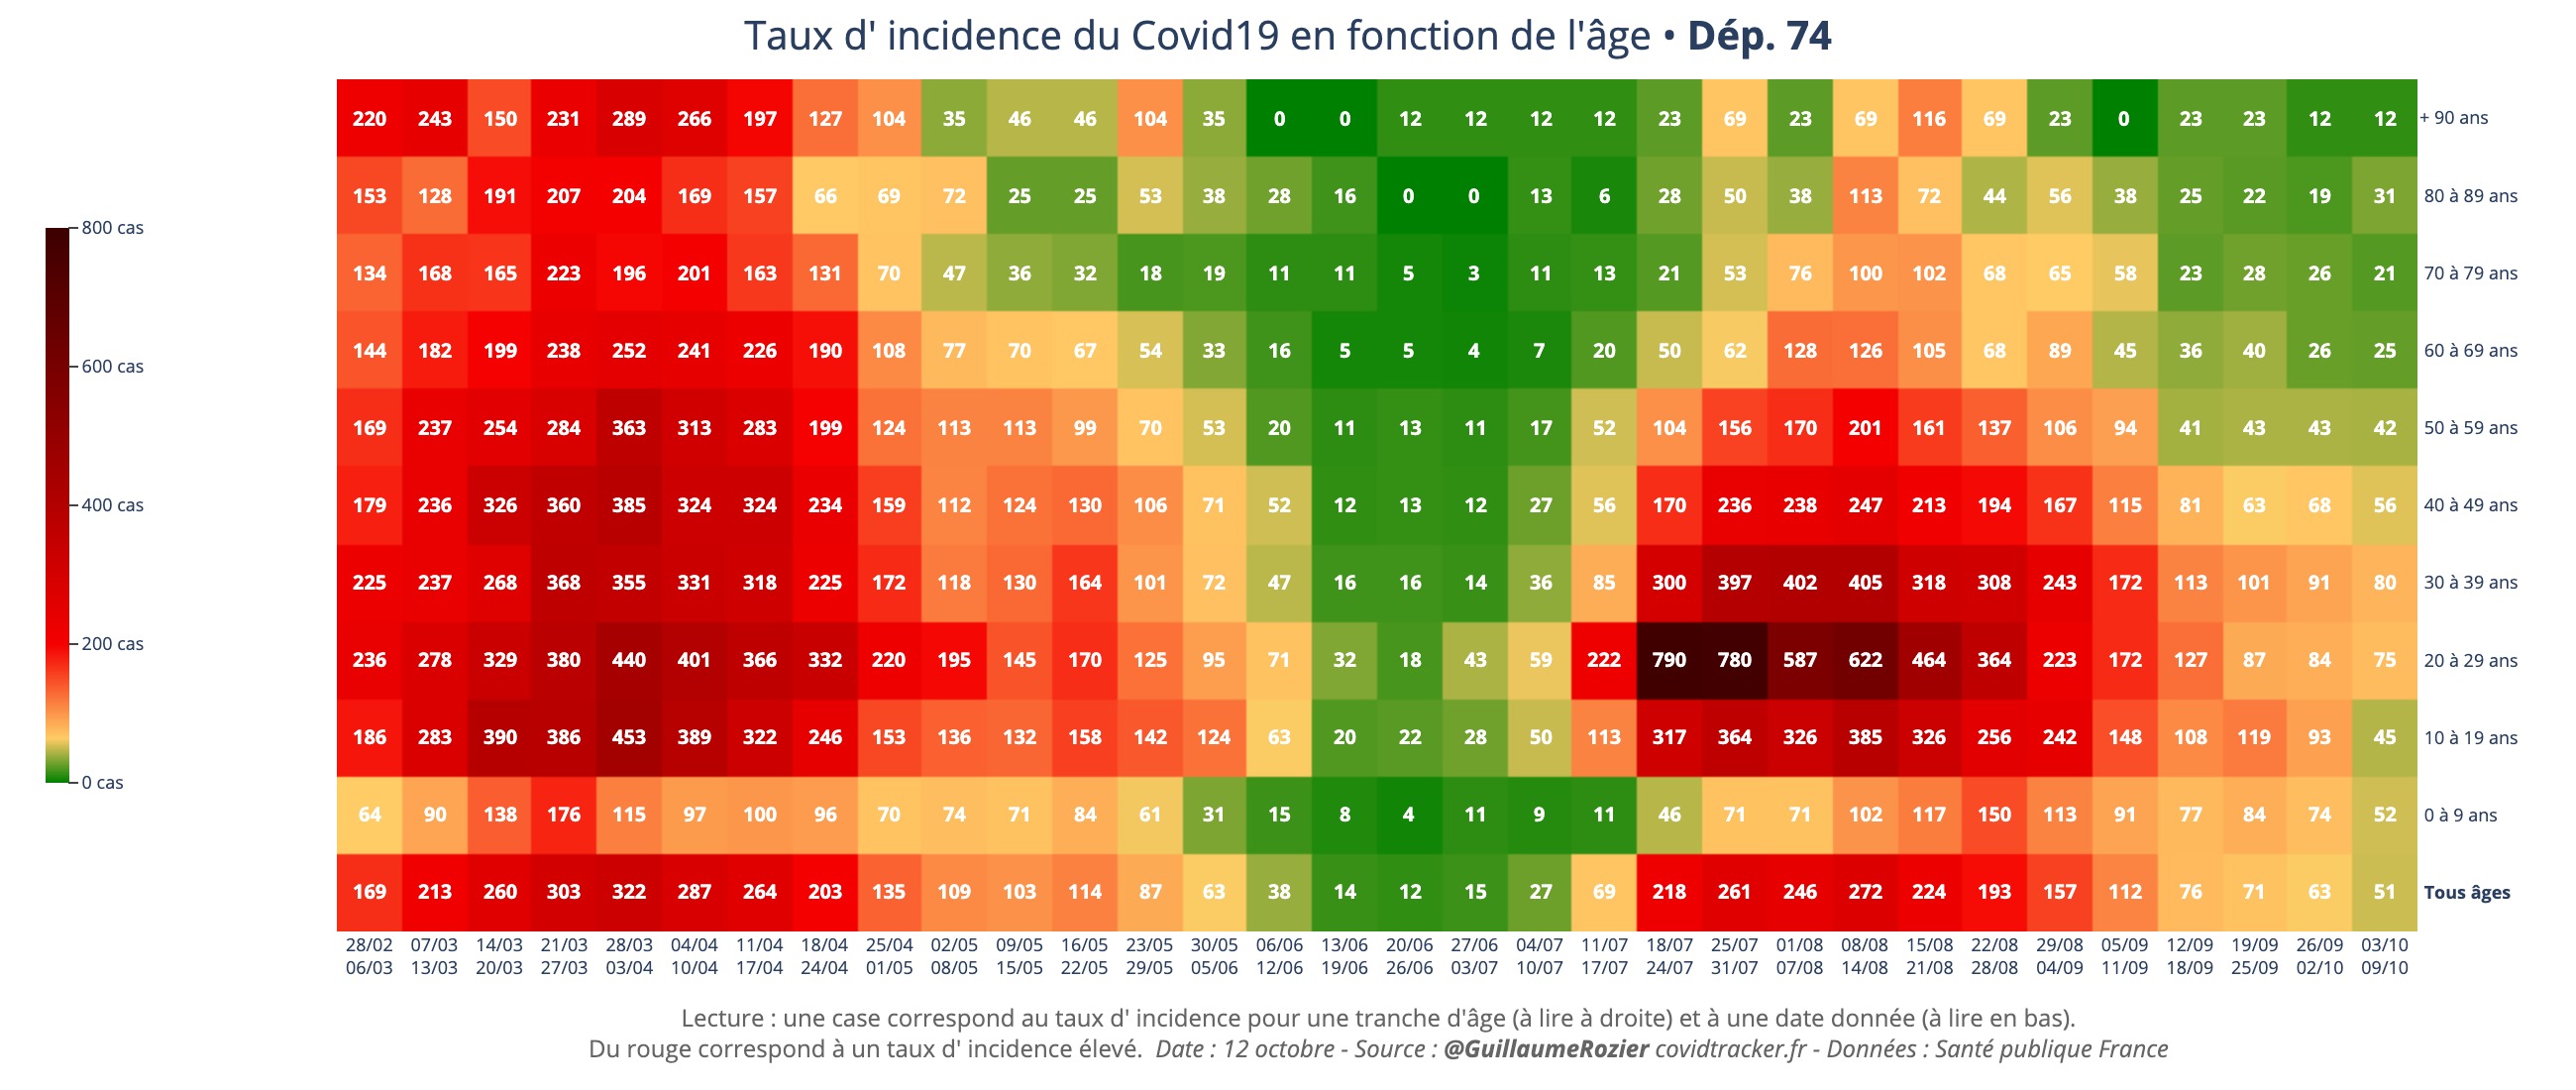 Taux d' incidence du Covid19 en fonction de l'âge • Dép. 74
220 243 150 231 289 266 197 127 104 35 46 46 104 35 0 0 12 12 12 12 23 69 23 69 116 69 23 0 23 23 12 12 + 90 ans
153 128 191 207 204 169 157 66 69 72 25 25 53 38 28 16 0 0 13 6 28 50 38 113 72 44 56 38 25 22 19 31 80 à 89 ans
800 cas
134 168 165 223 196 201 163 131 70 47 36 32 18 19 11 11 5 3 11 13 21 53 76 100 102 68 65 58 23 28 26 21 70 à 79 ans
144 182 199 238 252 241 226 190 108 77 70 67 54 33 16 5 5 4 7 20 50 62 128 126 105 68 89 45 36 40 26 25 60 à 69 ans
600 cas
169 237 254 284 363 313 283 199 124 113 113 99 70 53 20 11 13 11 17 52 104 156 170 201 161 137 106 94 41 43 43 42 50 à 59 ans
400 cas
179 236 326 360 385 324 324 234 159 112 124 130 106 71 52 12 13 12 27 56 170 236 238 247 213 194 167 115 81 63 68 56 40 à 49 ans
225 237 268 368 355 331 318 225 172 118 130 164 101 72 47 16 16 14 36 85 300 397 402 405 318 308 243 172 113 101 91 80 30 à 39 ans
200 cas
236 278 329 380 440 401 366 332 220 195 145 170 125 95 71 32 18 43 59 222 790 780 587 622 464 364 223 172 127 87 84 75 20 à 29 ans
186 283 390 386 453 389 322 246 153 136 132 158 142 124 63 20 22 28 50 113 317 364 326 385 326 256 242 148 108 119 93 45 10 à 19 ans
0 cas
64 90 138 176 115 97 100 96 70 74 71 84 61 31 15 8 4 11 9 11 46 71 71 102 117 150 113 91 77 84 74 52 0 à 9 ans
169 213 260 303 322 287 264 203 135 109 103 114 87 63 38 14 12 15 27 69 218 261 246 272 224 193 157 112 76 71 63 51 Tous âges
28/02 07/03 14/03 21/03 28/03 04/04 11/04 18/04 25/04 02/05 09/05 16/05 23/05 30/05 06/06 13/06 20/06 27/06 04/07 11/07 18/07 25/07 01/08 08/08 15/08 22/08 29/08 05/09 12/09 19/09 26/09 03/10
06/03 13/03 20/03 27/03 03/04 10/04 17/04 24/04 01/05 08/05 15/05 22/05 29/05 05/06 12/06 19/06 26/06 03/07 10/07 17/07 24/07 31/07 07/08 14/08 21/08 28/08 04/09 11/09 18/09 25/09 02/10 09/10
Lecture : une case correspond au taux d' incidence pour une tranche d'âge (à lire à droite) et à une date donnée (à lire en bas).
Du rouge correspond à un taux d' incidence élevé. Date : 12 octobre - Source : @GuillaumeRozier covidtracker.fr - Données : Santé publique France